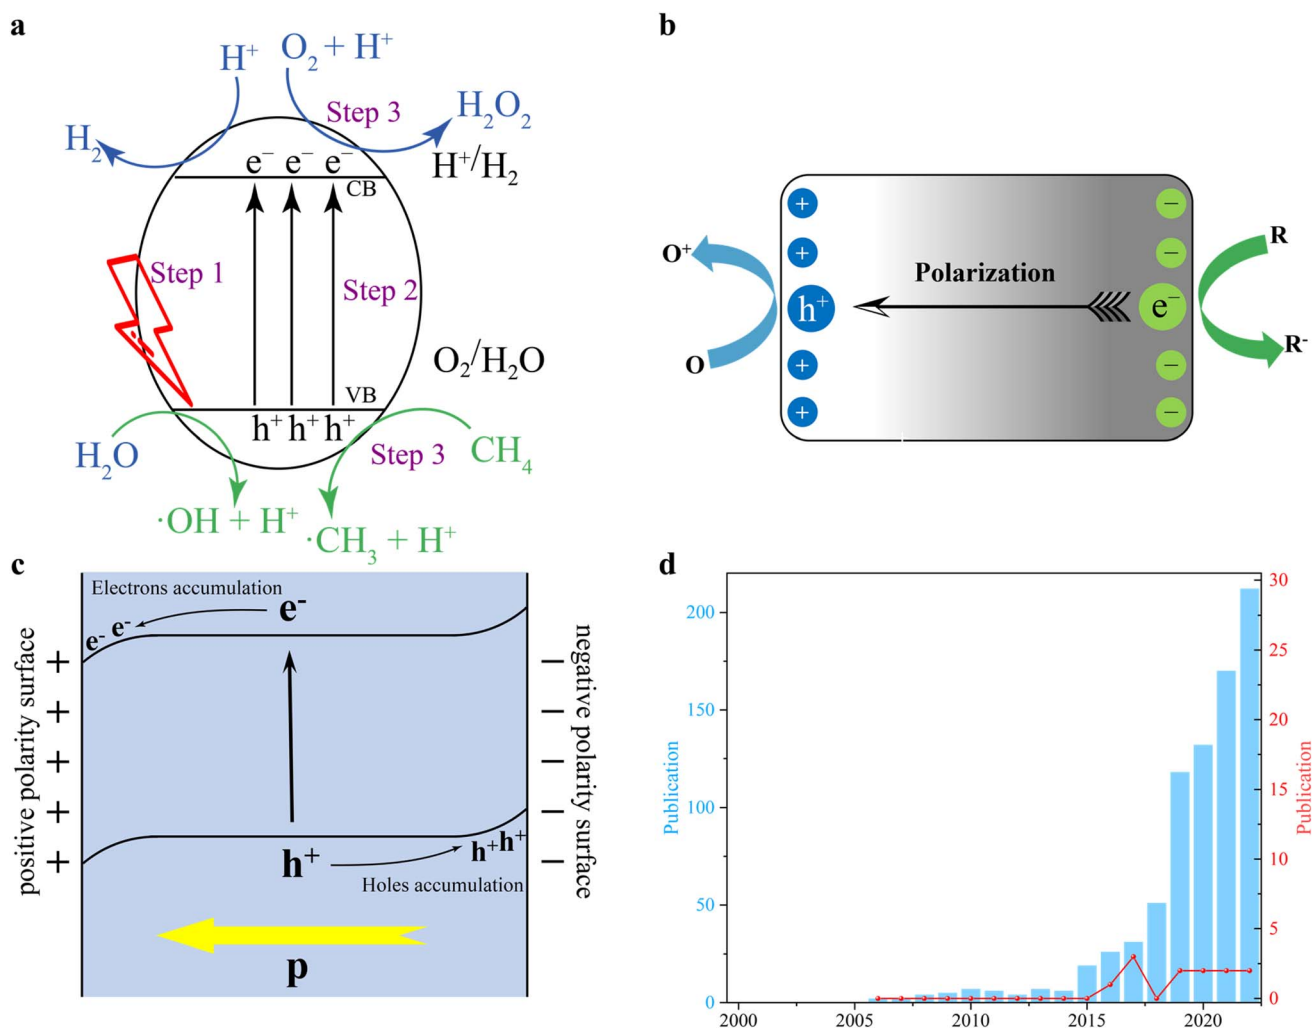 a
H⁺
O₂ + H⁺
Step 3
H₂
H₂O₂
e⁻ e⁻ e⁻
H⁺/H₂
CB
Step 1
Step 2
O₂/H₂O
VB
h⁺ h⁺ h⁺
H₂O
Step 3
CH₄
·OH + H⁺
·CH₃ + H⁺
b
+
−
+
−
O⁺
R
Polarization
h⁺
e⁻
O
R⁻
+
−
+
−
c
Electrons accumulation
e⁻
e⁻ e⁻
positive polarity surface
+
+
+
+
+
negative polarity surface
−
−
−
−
−
h⁺
h⁺h⁺
Holes accumulation
p
d
Publication
200
150
100
50
0
30
25
20
15
10
5
0
Publication
2000
2005
2010
2015
2020